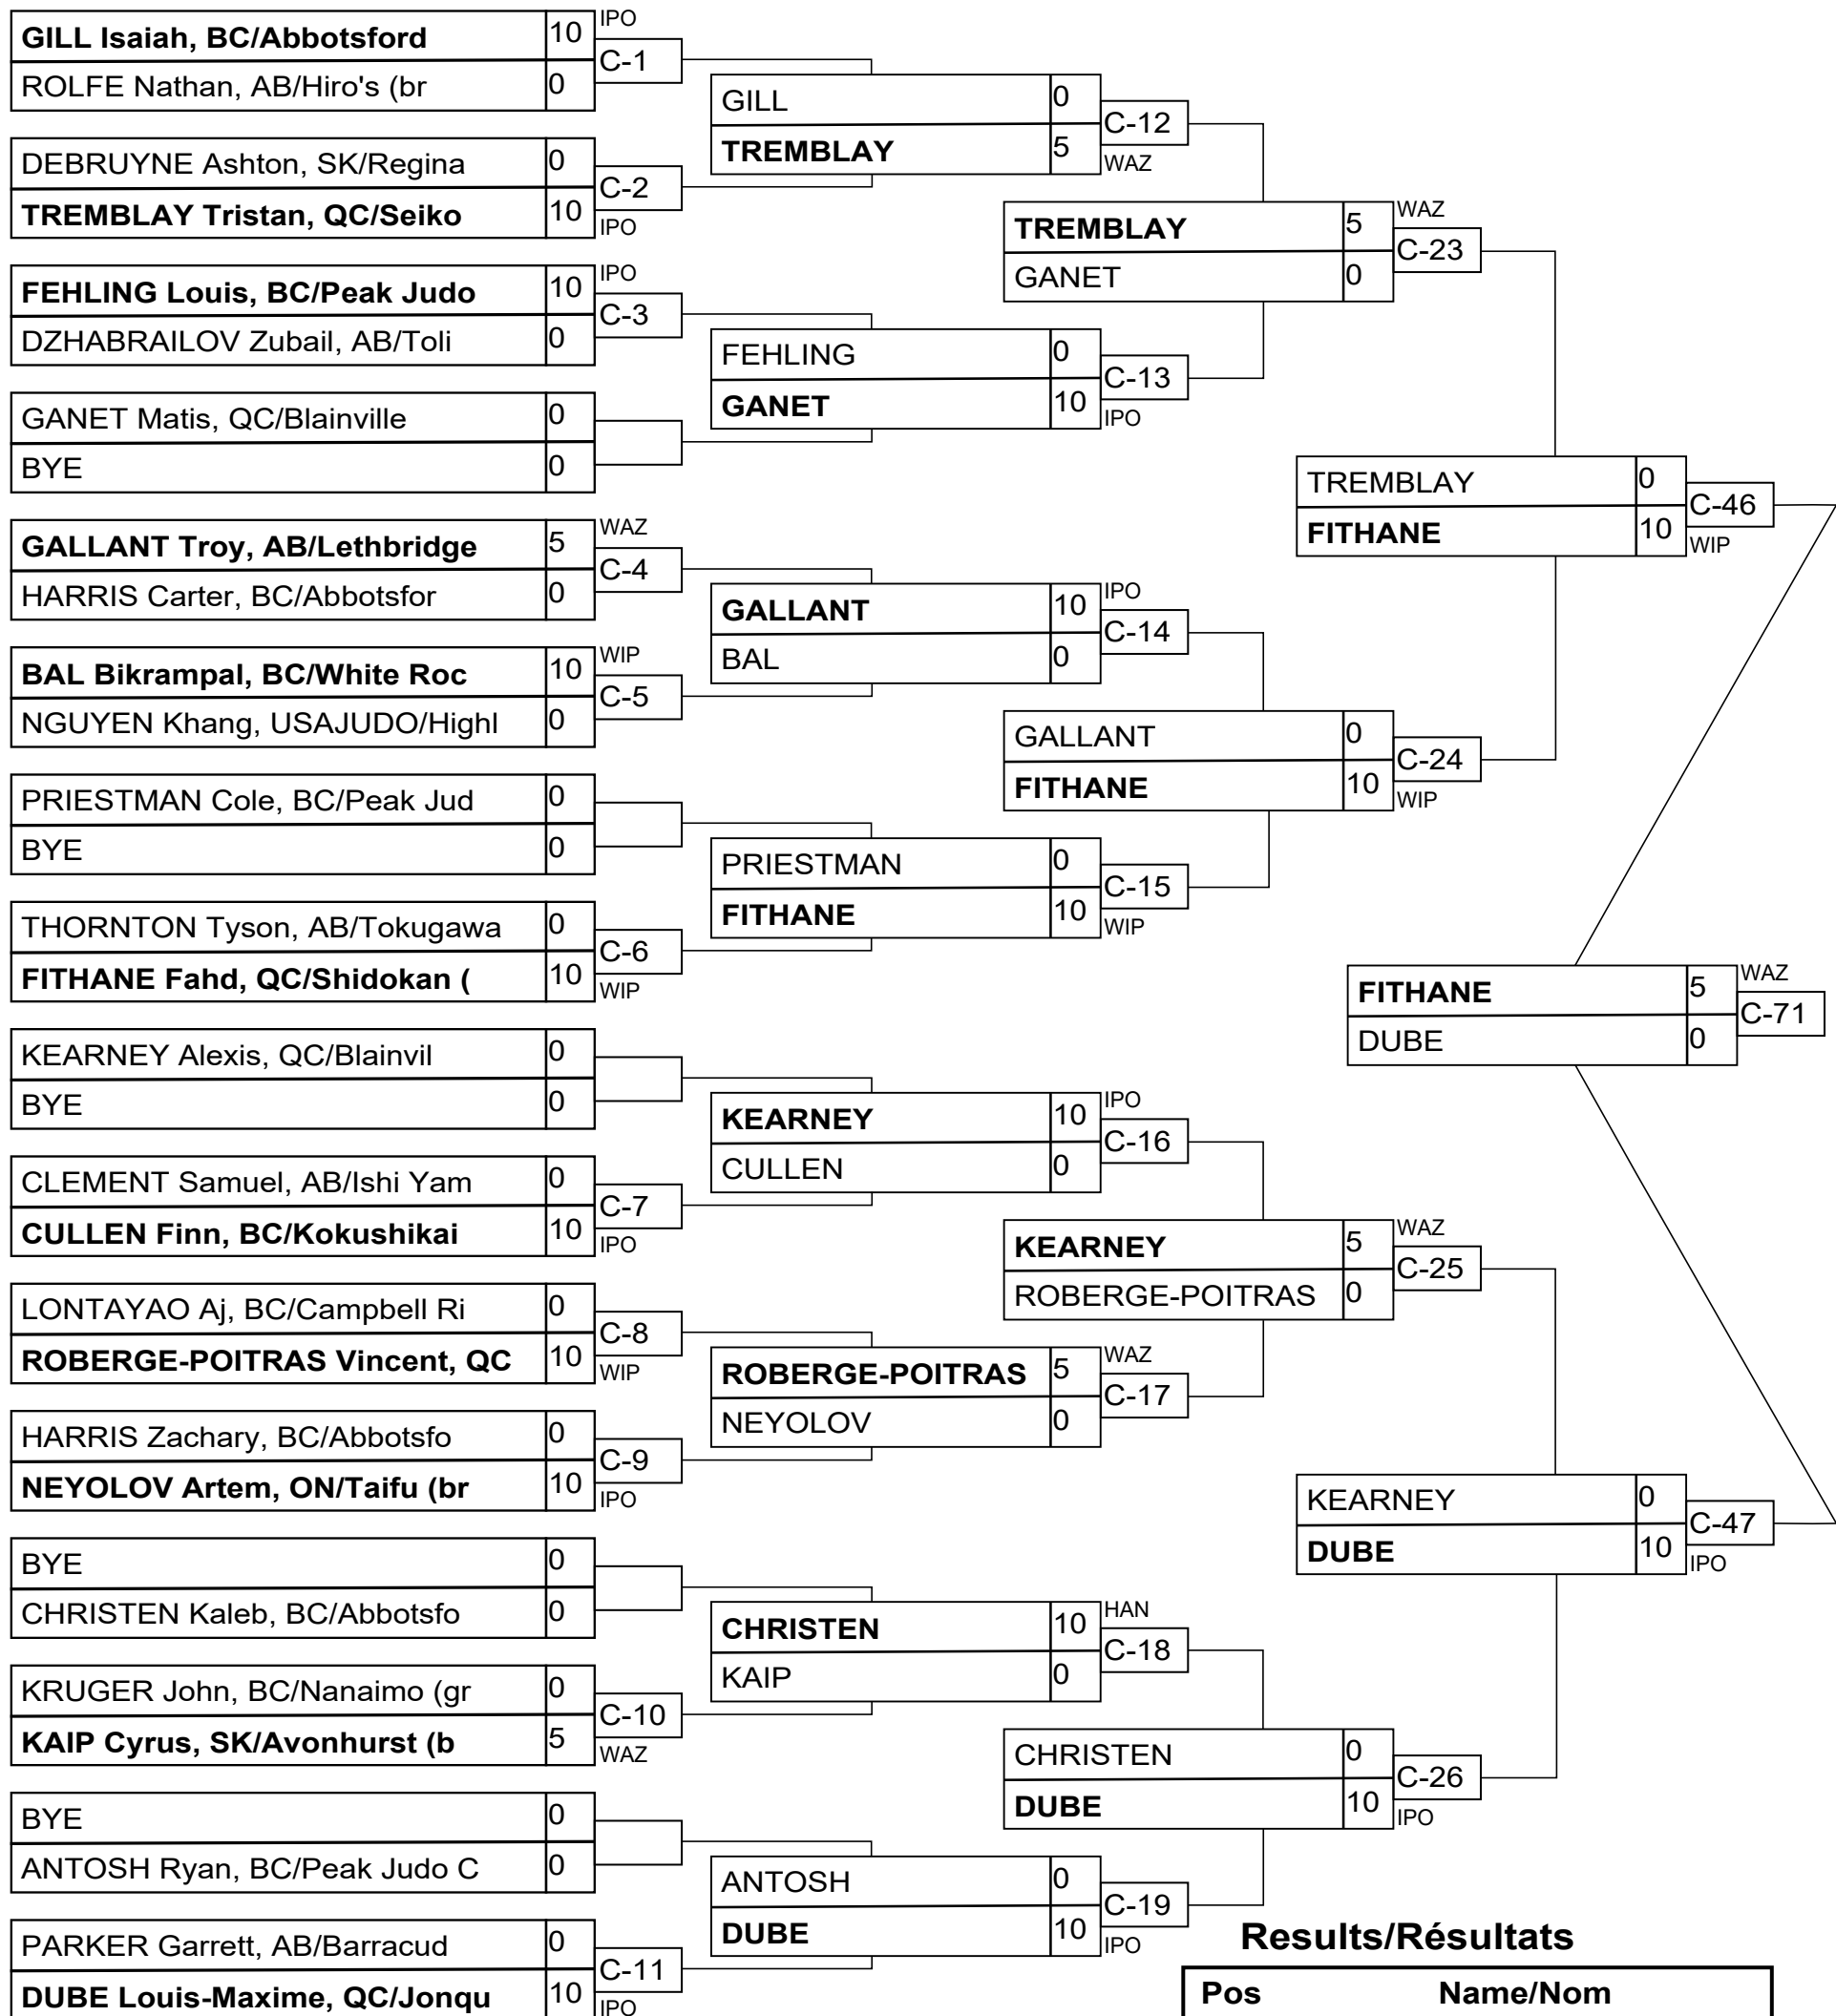 GILL Isaiah, BC/Abbotsford 10 IPO
C-1
ROLFE Nathan, AB/Hiro's (br 0
DEBRUYNE Ashton, SK/Regina 0
C-2
TREMBLAY Tristan, QC/Seiko 10 IPO
FEHLING Louis, BC/Peak Judo 10 IPO
C-3
DZHABRAILOV Zubail, AB/Toli 0
GANET Matis, QC/Blainville 0
BYE 0
GALLANT Troy, AB/Lethbridge 5 WAZ
C-4
HARRIS Carter, BC/Abbotsfor 0
BAL Bikrampal, BC/White Roc 10 WIP
C-5
NGUYEN Khang, USAJUDO/Highl 0
PRIESTMAN Cole, BC/Peak Jud 0
BYE 0
THORNTON Tyson, AB/Tokugawa 0
C-6
FITHANE Fahd, QC/Shidokan ( 10 WIP
KEARNEY Alexis, QC/Blainvil 0
BYE 0
CLEMENT Samuel, AB/Ishi Yam 0
C-7
CULLEN Finn, BC/Kokushikai 10 IPO
LONTAYAO Aj, BC/Campbell Ri 0
C-8
ROBERGE-POITRAS Vincent, QC 10 WIP
HARRIS Zachary, BC/Abbotsfo 0
C-9
NEYOLOV Artem, ON/Taifu (br 10 IPO
BYE 0
CHRISTEN Kaleb, BC/Abbotsfo 0
KRUGER John, BC/Nanaimo (gr 0
C-10
KAIP Cyrus, SK/Avonhurst (b 5 WAZ
BYE 0
ANTOSH Ryan, BC/Peak Judo C 0
PARKER Garrett, AB/Barracud 0
C-11
DUBE Louis-Maxime, QC/Jonqu 10 IPO
GILL 0
C-12
TREMBLAY 5 WAZ
FEHLING 0
C-13
GANET 10 IPO
GALLANT 10 IPO
C-14
BAL 0
PRIESTMAN 0
C-15
FITHANE 10 WIP
KEARNEY 10 IPO
C-16
CULLEN 0
ROBERGE-POITRAS 5 WAZ
C-17
NEYOLOV 0
CHRISTEN 10 HAN
C-18
KAIP 0
ANTOSH 0
C-19
DUBE 10 IPO
TREMBLAY 5 WAZ
C-23
GANET 0
GALLANT 0
C-24
FITHANE 10 WIP
KEARNEY 5 WAZ
C-25
ROBERGE-POITRAS 0
CHRISTEN 0
C-26
DUBE 10 IPO
TREMBLAY 0
C-46
FITHANE 10 WIP
KEARNEY 0
C-47
DUBE 10 IPO
FITHANE 5 WAZ
C-71
DUBE 0
Results/Résultats
Pos Name/Nom